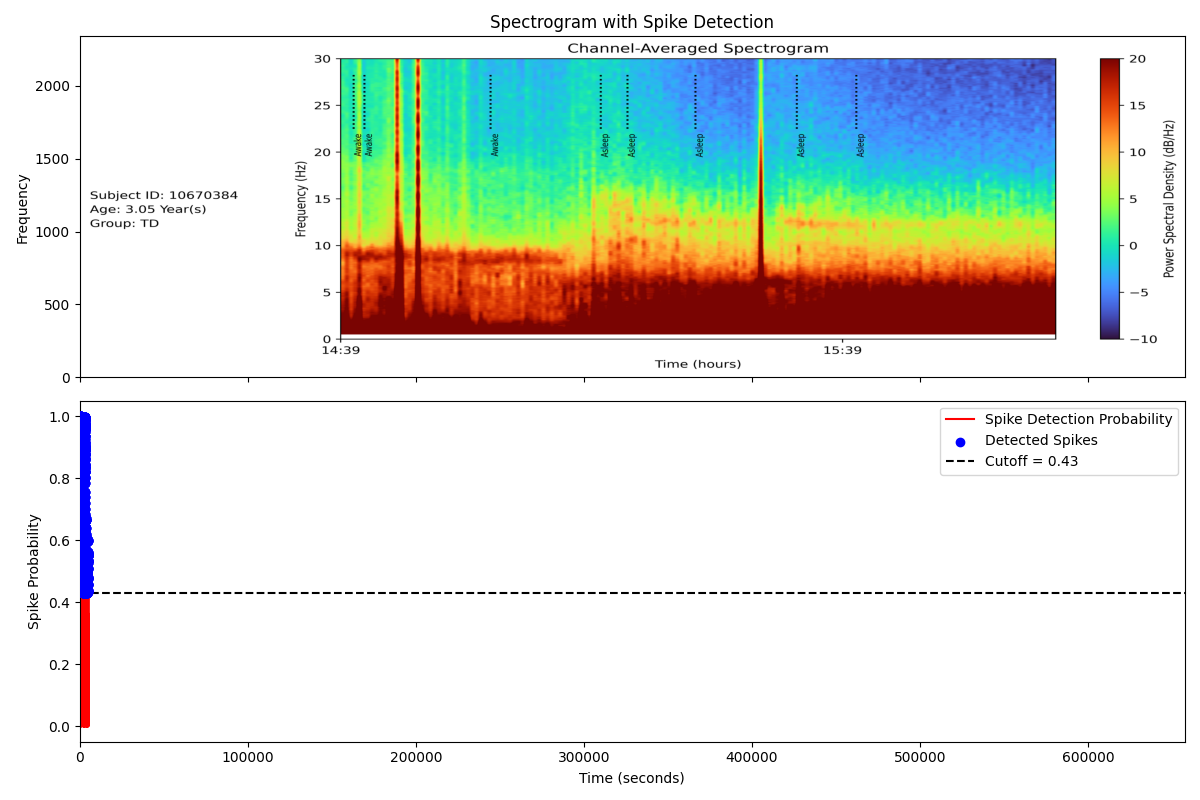 Spectrogram with Spike Detection
Channel-Averaged Spectrogram
Frequency
2000
1500
1000
500
0
Subject ID: 10670384
Age: 3.05 Year(s)
Group: TD
Frequency (Hz)
30
25
20
15
10
5
0
Awake
Awake
Awake
Asleep
Asleep
Asleep
Asleep
Asleep
14:39
15:39
Time (hours)
20
15
10
5
0
−5
−10
Power Spectral Density (dB/Hz)
Spike Probability
1.0
0.8
0.6
0.4
0.2
0.0
Spike Detection Probability
Detected Spikes
Cutoff = 0.43
0 100000 200000 300000 400000 500000 600000
Time (seconds)